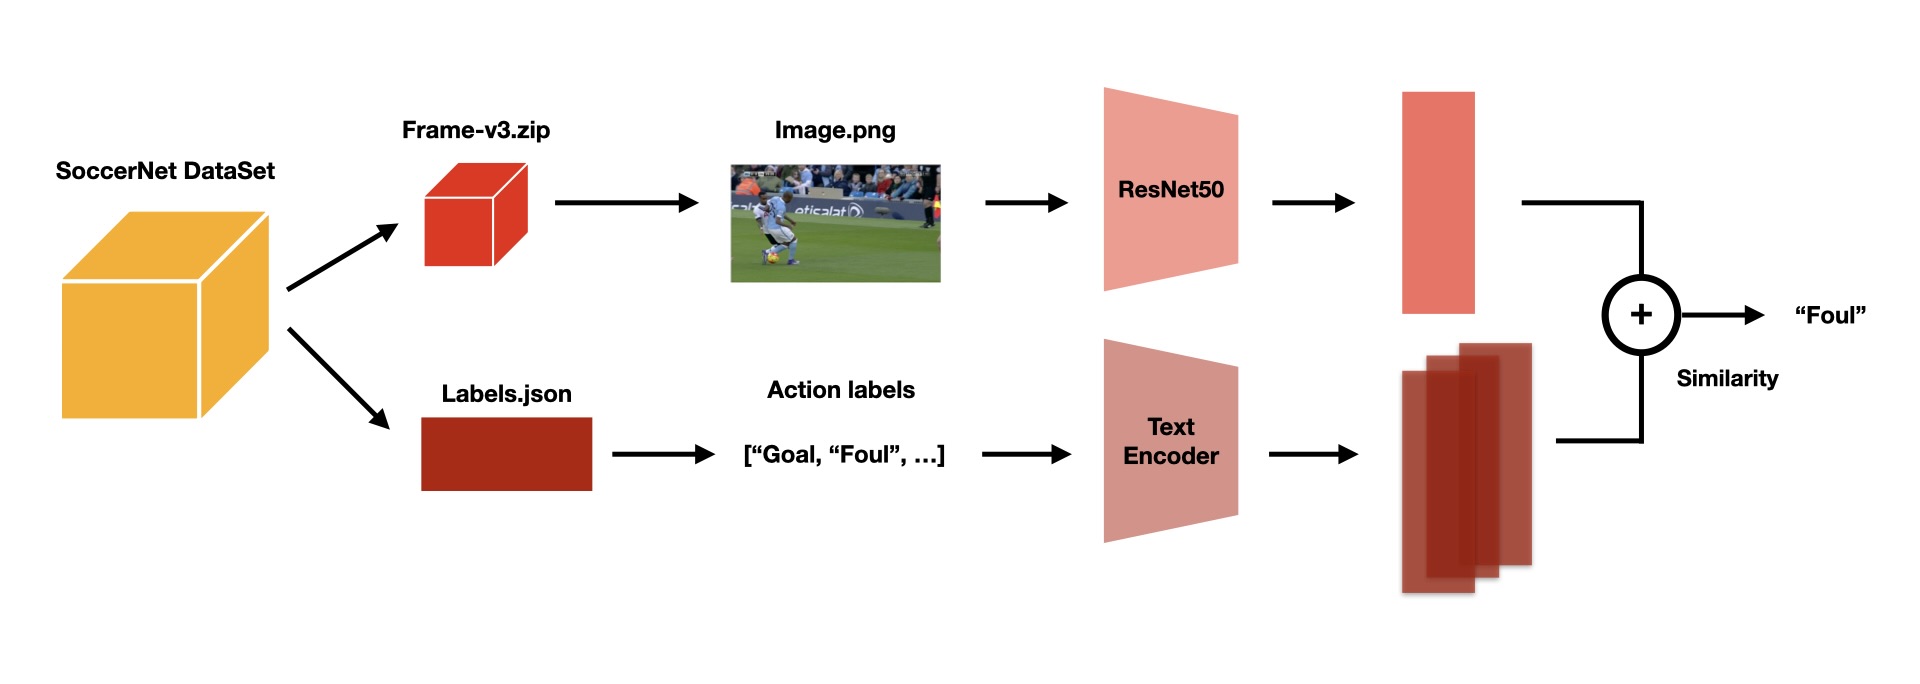 SoccerNet DataSet
Frame-v3.zip
Image.png
etisalat
ResNet50
Labels.json
Action labels
[“Goal, “Foul”, …]
Text
Encoder
+
Similarity
“Foul”